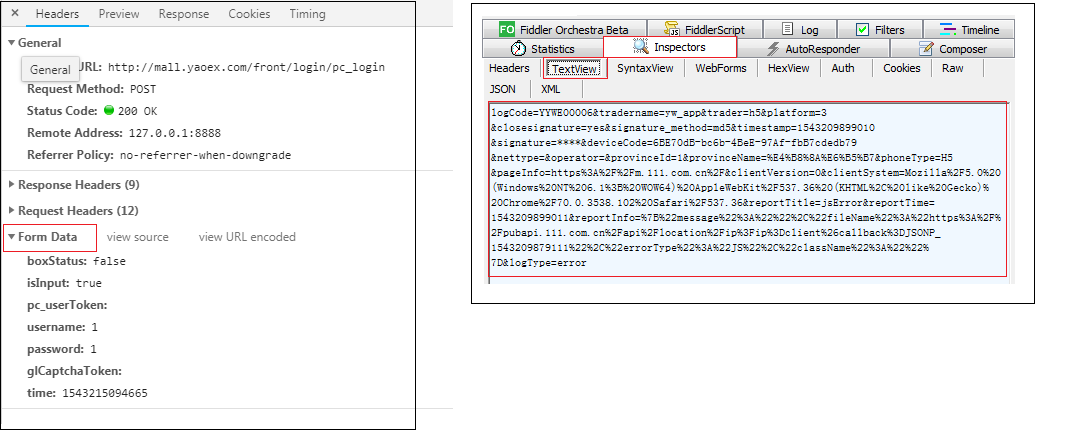 Headers Preview Response Cookies Timing
General
General
URL: http://mall.yaoex.com/front/login/pc_login
Request Method: POST
Status Code: 200 OK
Remote Address: 127.0.0.1:8888
Referrer Policy: no-referrer-when-downgrade
Response Headers (9)
Request Headers (12)
Form Data view source view URL encoded
boxStatus: false
isInput: true
pc_userToken:
username: 1
password: 1
glCaptchaToken:
time: 1543215094665
FO Fiddler Orchestra Beta FiddlerScript Log Filters Timeline
Statistics Inspectors AutoResponder Composer
Headers TextView SyntaxView WebForms HexView Auth Cookies Raw
JSON XML
logCode=YYWE00006&tradername=yw_app&trader=h5&platform=3
&closesignature=yes&signature_method=md5&timestamp=1543209899010
&signature=****&deviceCode=6BE70dB-bc6b-4BeE-97Af-fbB7cdedb79
&nettype=&operator=&provinceId=1&provinceName=%E4%B8%8A%E6%B5%B7&phoneType=H5
&pageInfo=https%3A%2F%2Fm.111.com.cn%2F&clientVersion=0&clientSystem=Mozilla%2F5.0%20
(Windows%20NT%206.1%3B%20WOW64)%20AppleWebKit%2F537.36%20(KHTML%2C%20like%20Gecko)%
20Chrome%2F70.0.3538.102%20Safari%2F537.36&reportTitle=jsError&reportTime=
1543209899011&reportInfo=%7B%22message%22%3A%22%22%2C%22fileName%22%3A%22https%3A%2F%
2Fpubapi.111.com.cn%2Fapi%2Flocation%2Fip%3Fip%3Dclient%26callback%3DJSONP_
1543209879111%22%2C%22errorType%22%3A%22JS%22%2C%22className%22%3A%22%22%
7D&logType=error